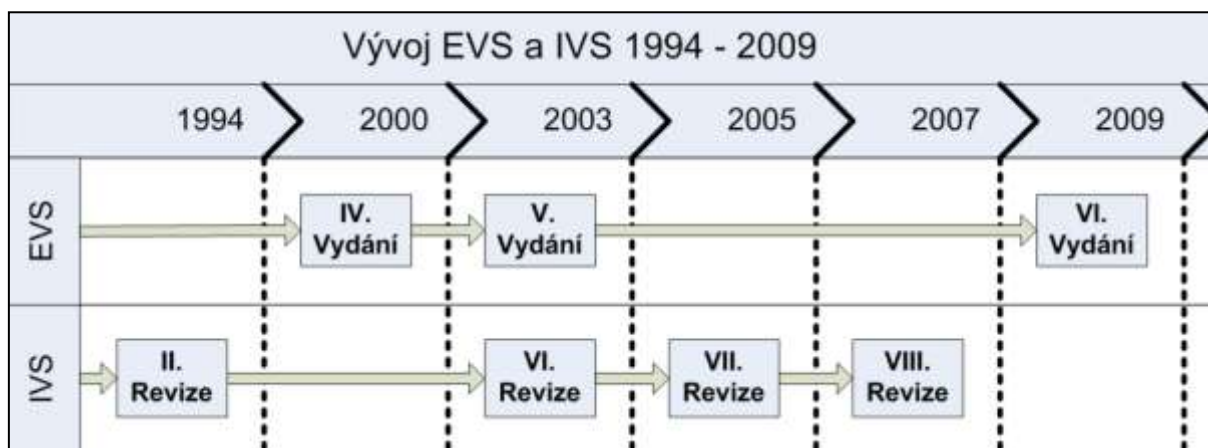 Vývoj EVS a IVS 1994 - 2009
1994 2000 2003 2005 2007 2009
EVS
IV.
Vydání
V.
Vydání
VI.
Vydání
IVS
II.
Revize
VI.
Revize
VII.
Revize
VIII.
Revize